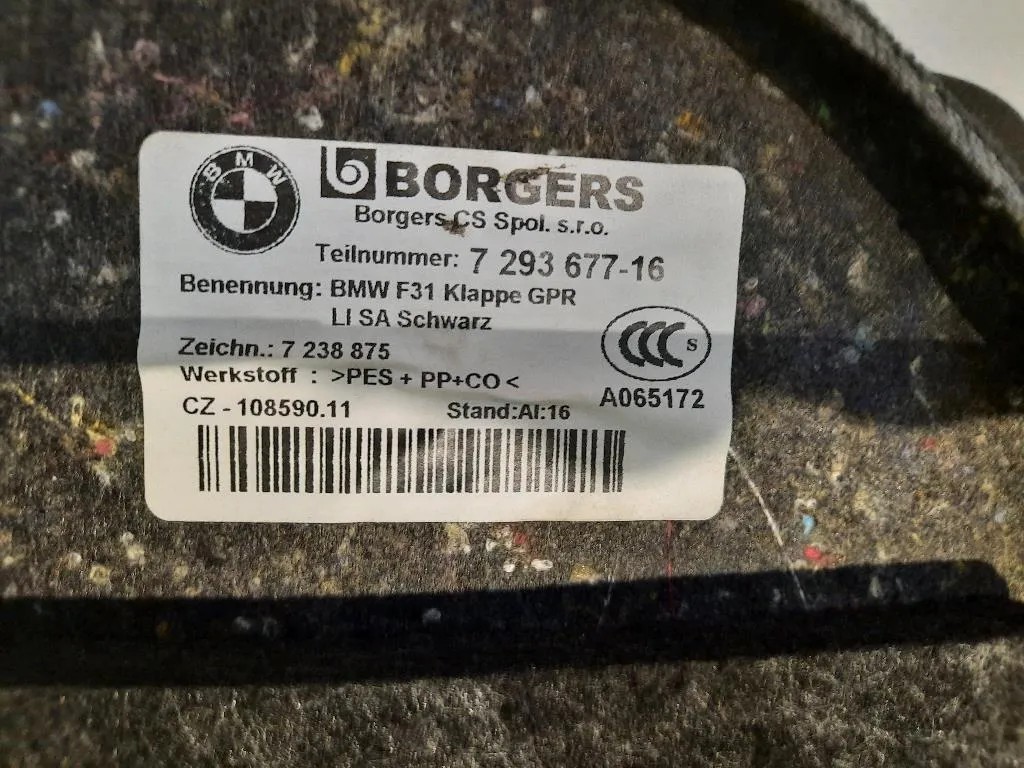 BMW
BORGERS
Borgers CS Spol. s.r.o.
Teilnummer: 7 293 677-16
Benennung: BMW F31 Klappe GPR
LI SA Schwarz
Zeichn.: 7 238 875
Werkstoff : >PES + PP+CO<
CCC S
A065172
CZ - 108590.11 Stand:AI:16